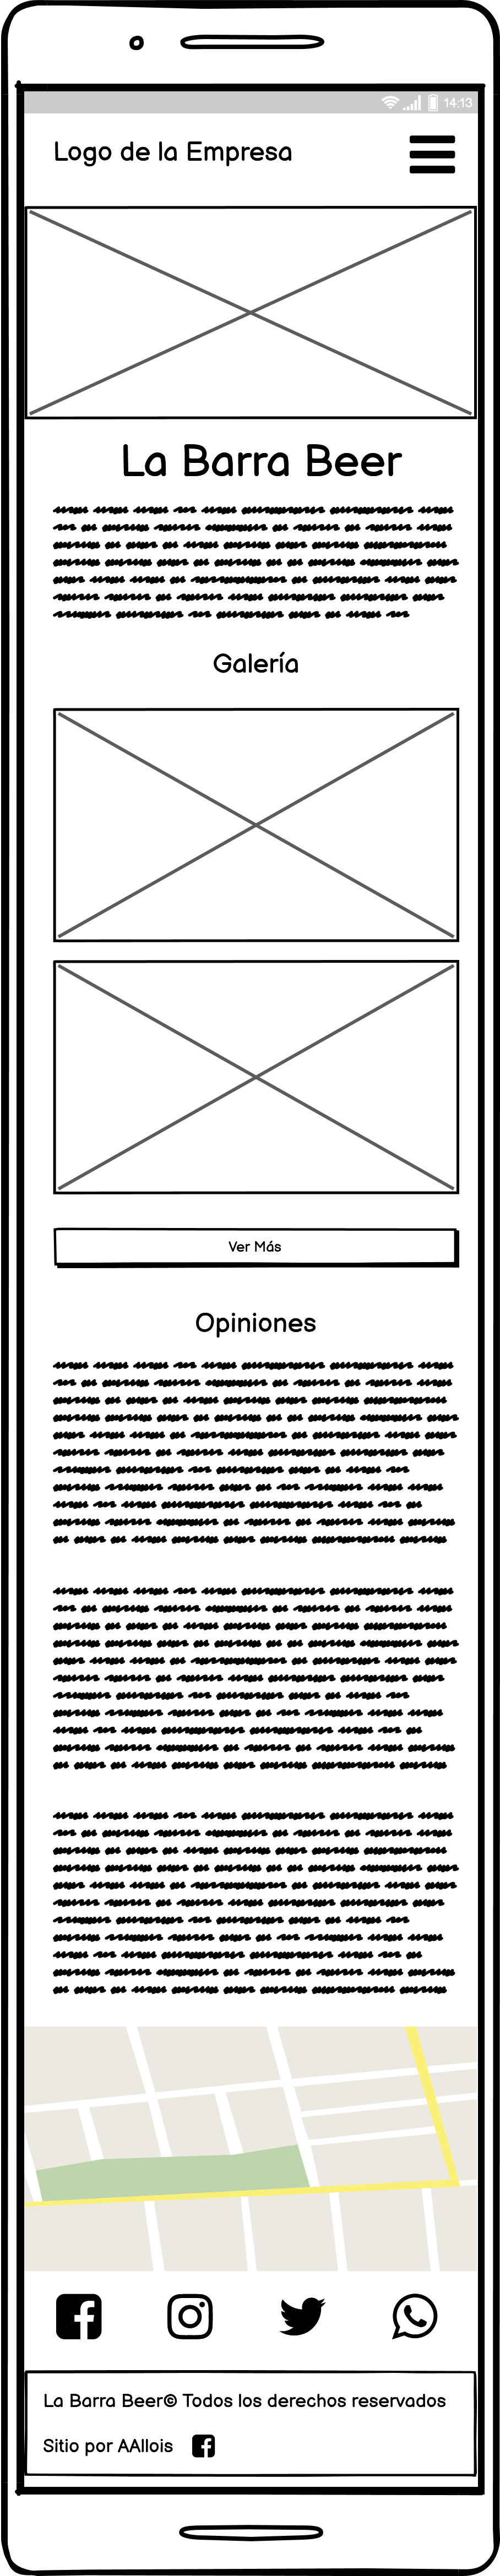 14:13
Logo de la Empresa
La Barra Beer
Galería
Ver Más
Opiniones
La Barra Beer© Todos los derechos reservados
Sitio por AAllois